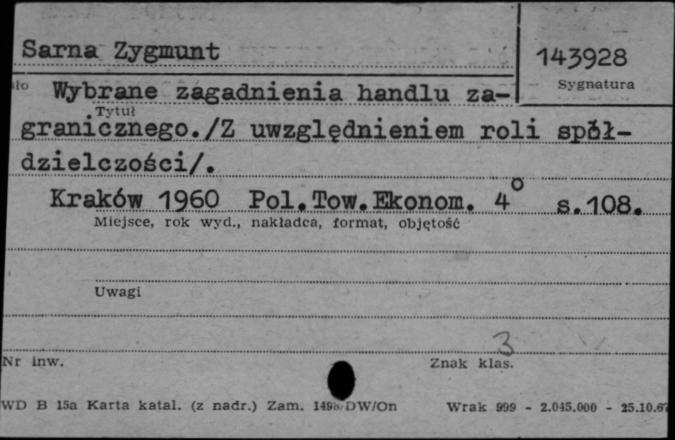 Sarna Zygmunt
143928
Sygnatura
ło Wybrane zagadnienia handlu za-
Tytuł
granicznego./Z uwzględnieniem roli spół-
dzielczości/.
Kraków 1960 Pol.Tow.Ekonom. 4° s.108.
Miejsce, rok wyd., nakładca, format, objętość
Uwagi
3
Nr inw.
Znak klas.
WD B 15a Karta katal. (z nadr.) Zam. DW/On Wrak 999 - 2.045.000 - 25.10.67